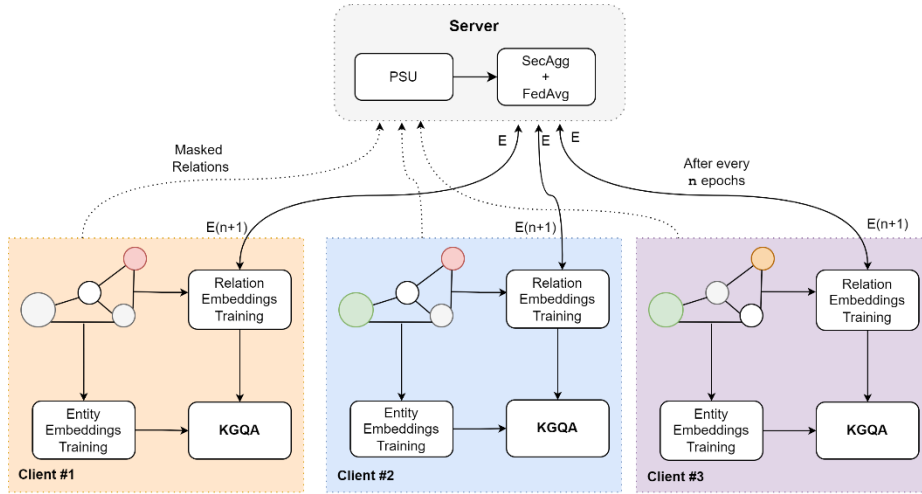 Server
PSU
SecAgg
+
FedAvg
Masked
Relations
E
E
E
After every
n epochs
E(n+1)
E(n+1)
E(n+1)
Relation
Embeddings
Training
Entity
Embeddings
Training
KGQA
Client #1
Relation
Embeddings
Training
Entity
Embeddings
Training
KGQA
Client #2
Relation
Embeddings
Training
Entity
Embeddings
Training
KGQA
Client #3